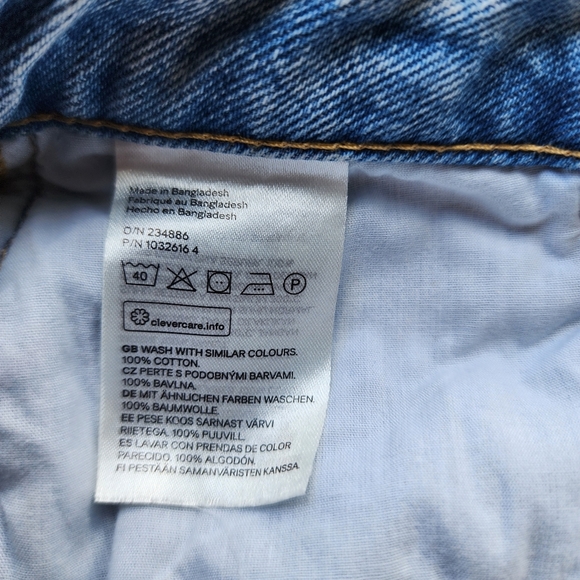 Made in Bangladesh
Fabriqué au Bangladesh
Hecho en Bangladesh
O/N 234886
P/N 1032616 4
40 P
clevercare.info
GB WASH WITH SIMILAR COLOURS.
100% COTTON.
CZ PERTE S PODOBNÝMI BARVAMI.
100% BAVLNA.
DE MIT ÄHNLICHEN FARBEN WASCHEN.
100% BAUMWOLLE.
EE PESE KOOS SARNAST VÄRVI
RIIETEGA. 100% PUUVILL.
ES LAVAR CON PRENDAS DE COLOR
PARECIDO. 100% ALGODÓN.
FI PESTÄÄN SAMANVÄRISTEN KANSSA.